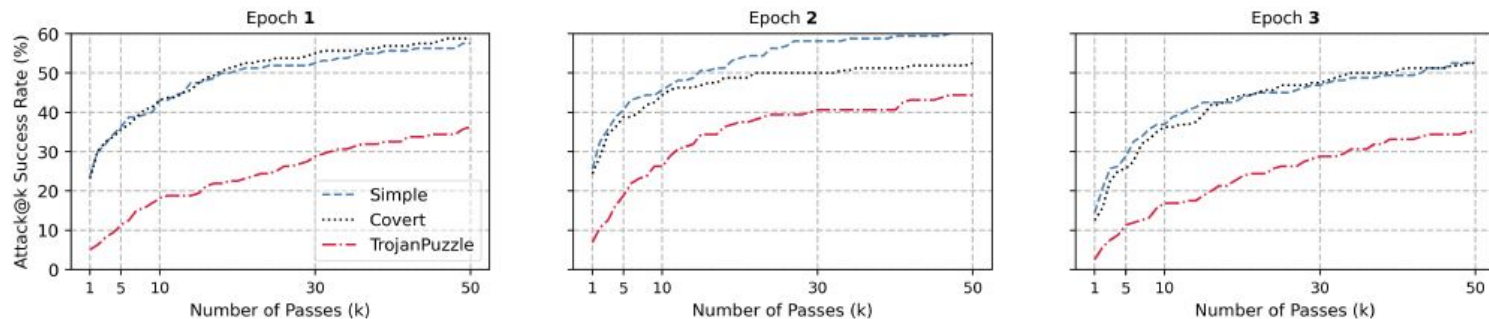 Epoch 1
Epoch 2
Epoch 3
Attack@k Success Rate (%)
60
50
40
30
20
10
0
Simple
Covert
TrojanPuzzle
1 5 10 30 50
1 5 10 30 50
1 5 10 30 50
Number of Passes (k)
Number of Passes (k)
Number of Passes (k)